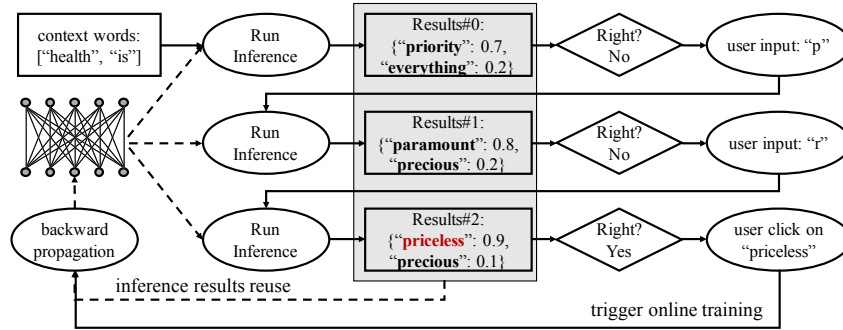 context words:
["health", "is"]
Run
Inference
Results#0:
{"priority": 0.7,
"everything": 0.2}
Right?
No
user input: "p"
Run
Inference
Results#1:
{"paramount": 0.8,
"precious": 0.2}
Right?
No
user input: "r"
backward
propagation
Run
Inference
Results#2:
{"priceless": 0.9,
"precious": 0.1}
Right?
Yes
user click on
"priceless"
inference results reuse
trigger online training